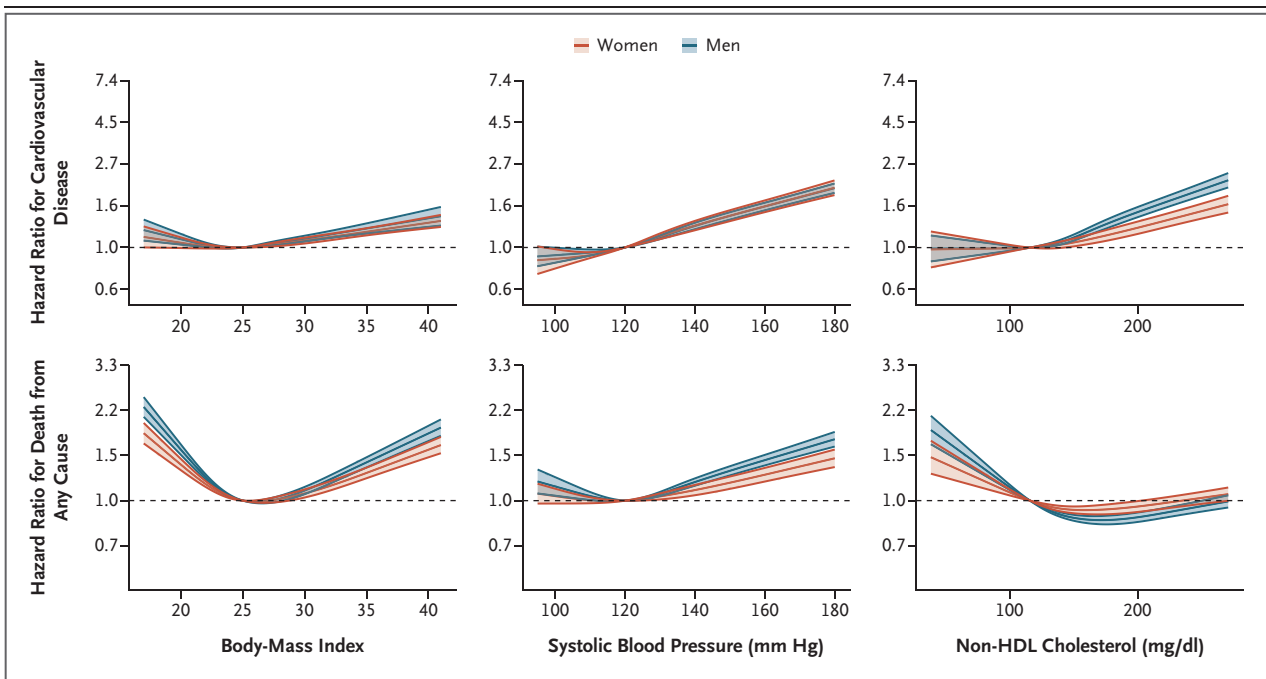 Women Men
Hazard Ratio for Cardiovascular
Disease
7.4
4.5
2.7
1.6
1.0
0.6
20 25 30 35 40
7.4
4.5
2.7
1.6
1.0
0.6
100 120 140 160 180
7.4
4.5
2.7
1.6
1.0
0.6
100 200
Hazard Ratio for Death from
Any Cause
3.3
2.2
1.5
1.0
0.7
20 25 30 35 40
Body-Mass Index
3.3
2.2
1.5
1.0
0.7
100 120 140 160 180
Systolic Blood Pressure (mm Hg)
3.3
2.2
1.5
1.0
0.7
100 200
Non-HDL Cholesterol (mg/dl)